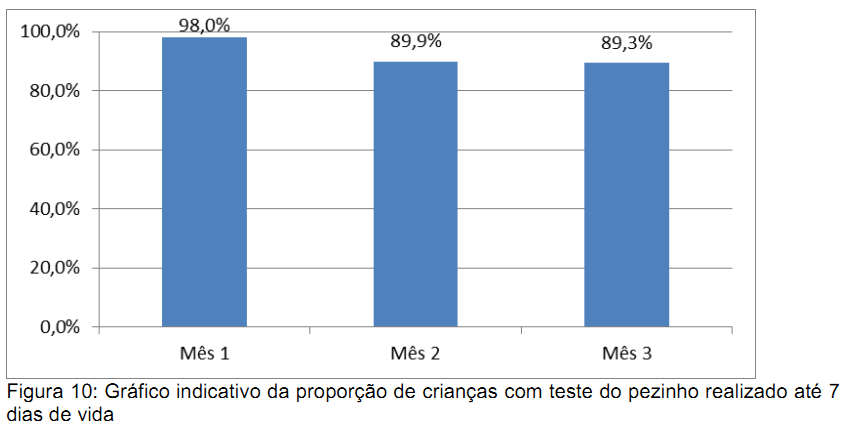 100,0%
80,0%
60,0%
40,0%
20,0%
0,0%
98,0%
89,9%
89,3%
Mês 1
Mês 2
Mês 3
Figura 10: Gráfico indicativo da proporção de crianças com teste do pezinho realizado até 7
dias de vida